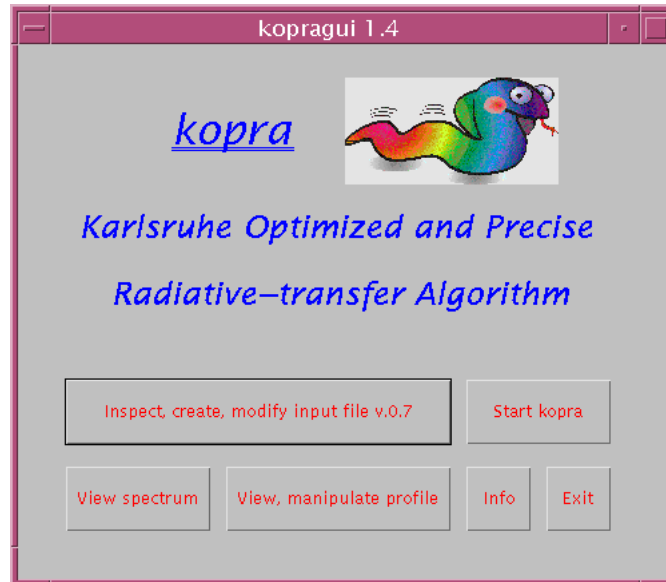 kopragui 1.4
kopra
Karlsruhe Optimized and Precise
Radiative-transfer Algorithm
Inspect, create, modify input file v.0.7
Start kopra
View spectrum
View, manipulate profile
Info
Exit